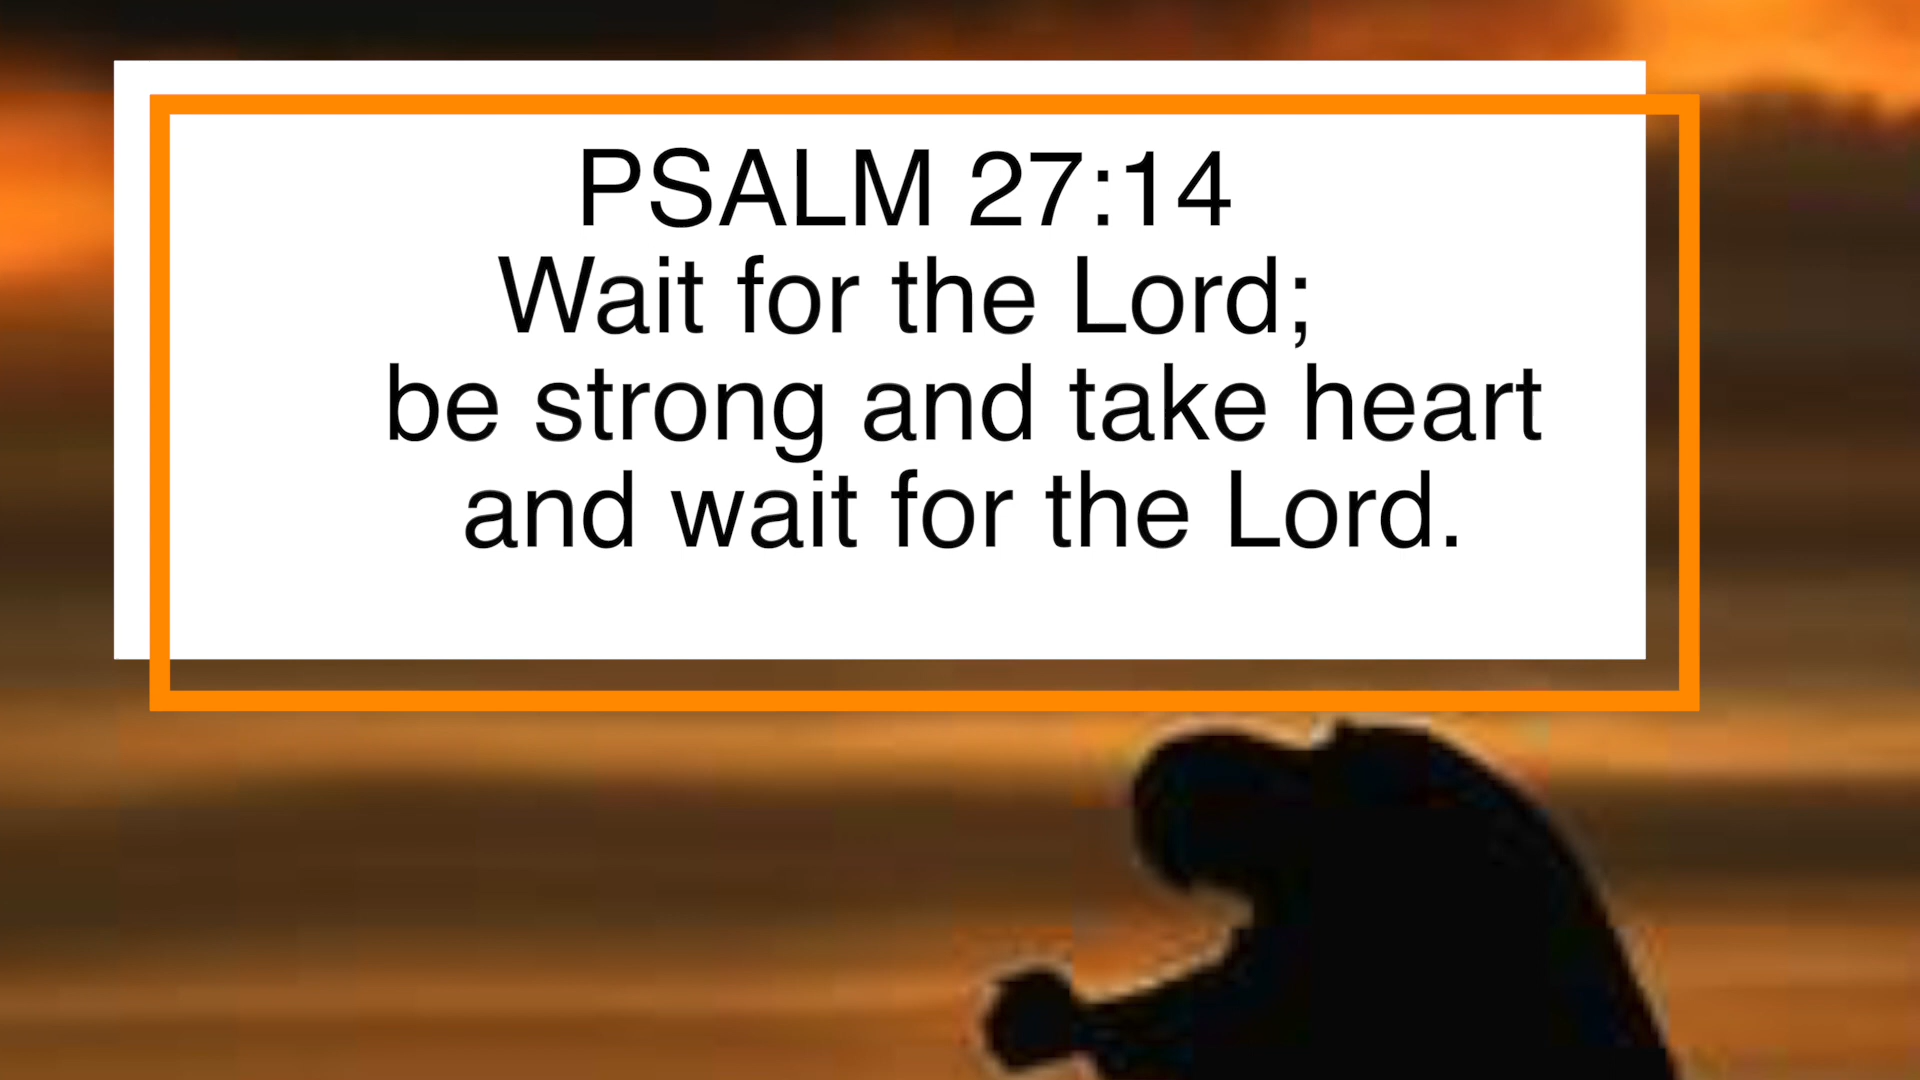 PSALM 27:14
Wait for the Lord;
be strong and take heart
and wait for the Lord.